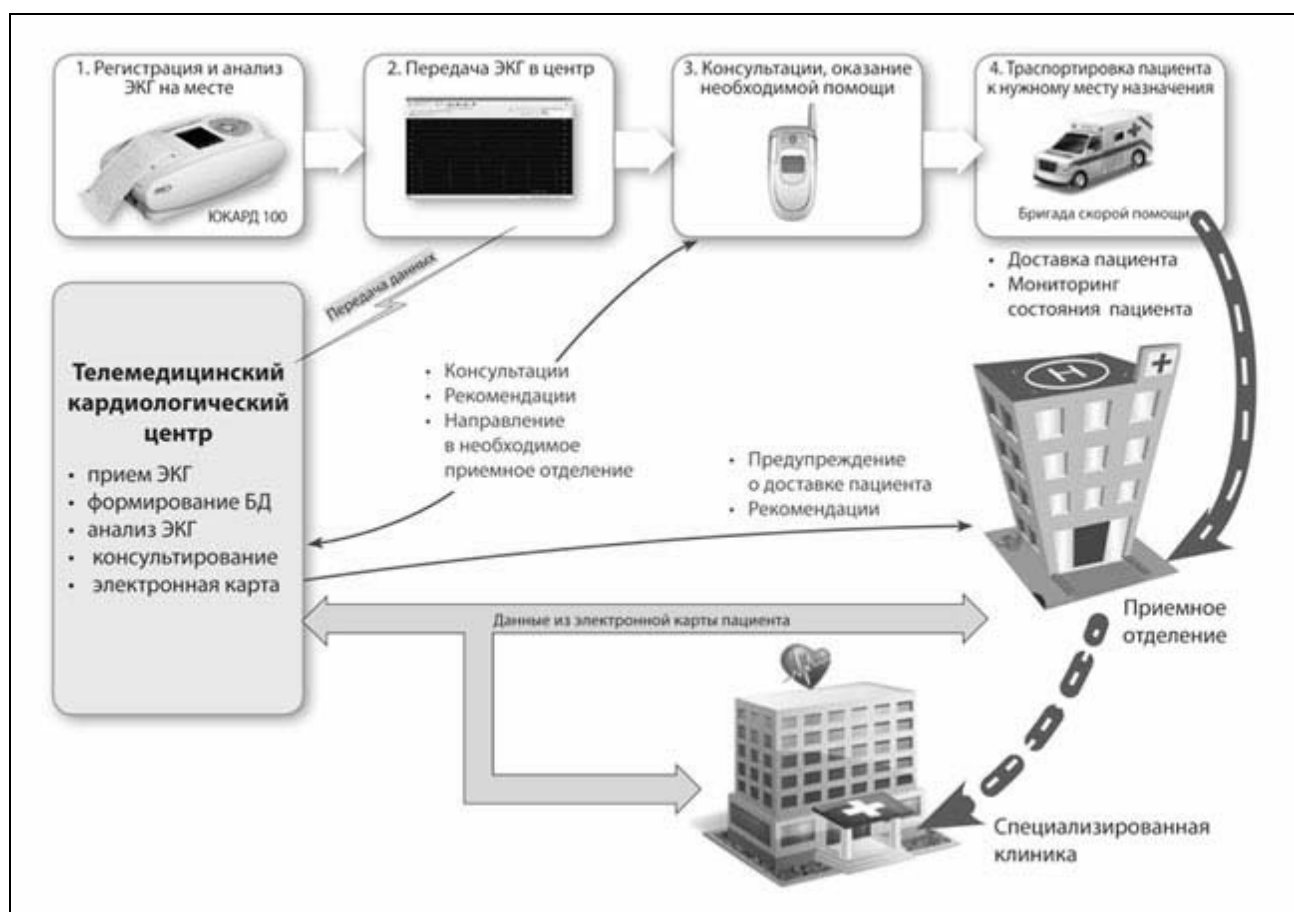 1. Регистрация и анализ
ЭКГ на месте
ЮКАРД 100
2. Передача ЭКГ в центр
3. Консультации, оказание
необходимой помощи
4. Траспортировка пациента
к нужному месту назначения
Бригада скорой помощи
Передача данных
• Доставка пациента
• Мониторинг
состояния пациента
Телемедицинский
кардиологический
центр
• прием ЭКГ
• формирование БД
• анализ ЭКГ
• консультирование
• электронная карта
• Консультации
• Рекомендации
• Направление
в необходимое
приемное отделение
• Предупреждение
о доставке пациента
• Рекомендации
H
Данные из электронной карты пациента
Приемное
отделение
Специализированная
клиника